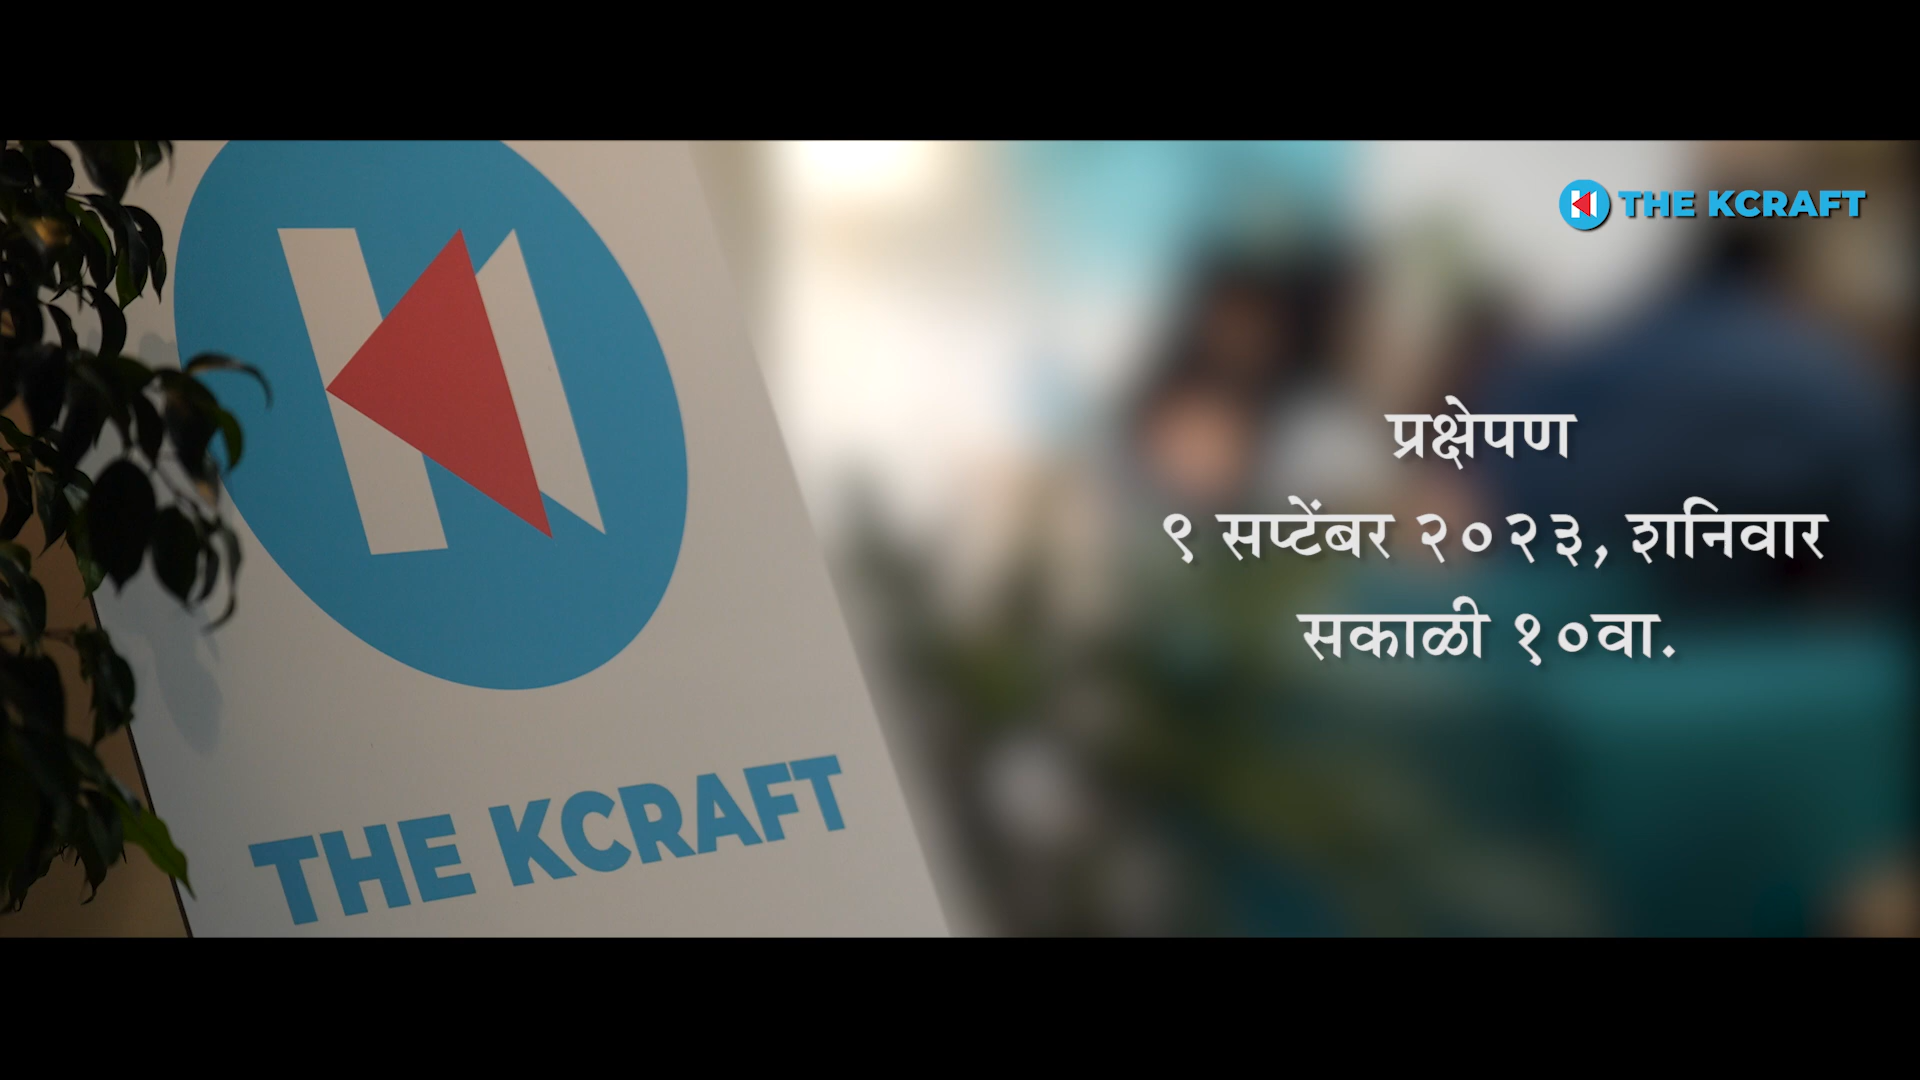 THE KCRAFT
प्रक्षेपण
९ सप्टेंबर २०२३, शनिवार
सकाळी १०वा.
THE KCRAFT